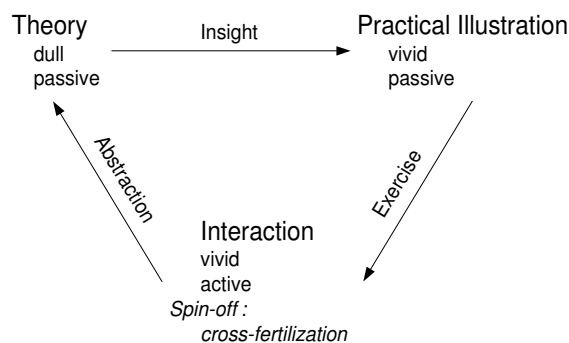 Theory
dull
passive
Insight
Practical Illustration
vivid
passive
Abstraction
Exercise
Interaction
vivid
active
Spin-off :
cross-fertilization